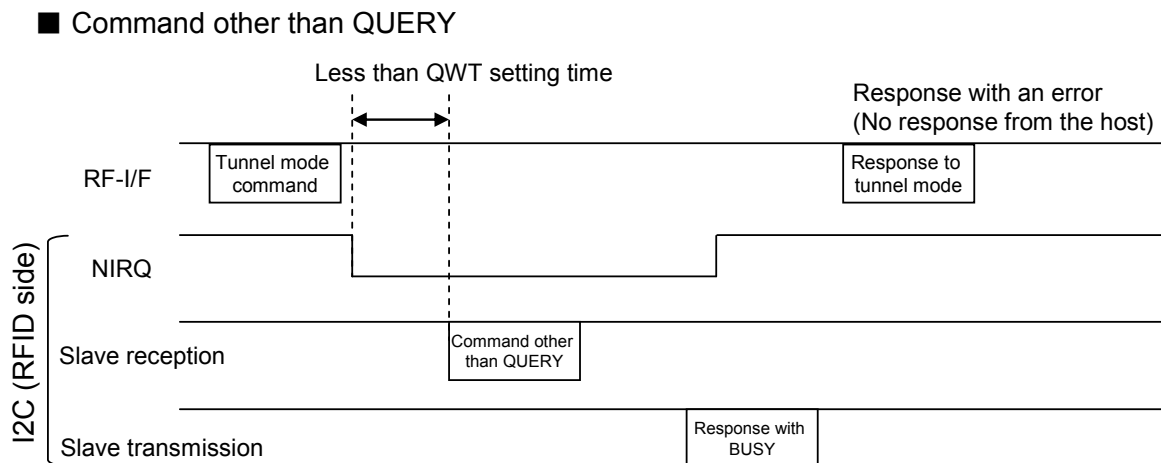 ■ Command other than QUERY
Less than QWT setting time
Response with an error
(No response from the host)
RF-I/F
Tunnel mode
command
Response to
tunnel mode
I2C (RFID side)
NIRQ
Slave reception
Command other
than QUERY
Slave transmission
Response with
BUSY